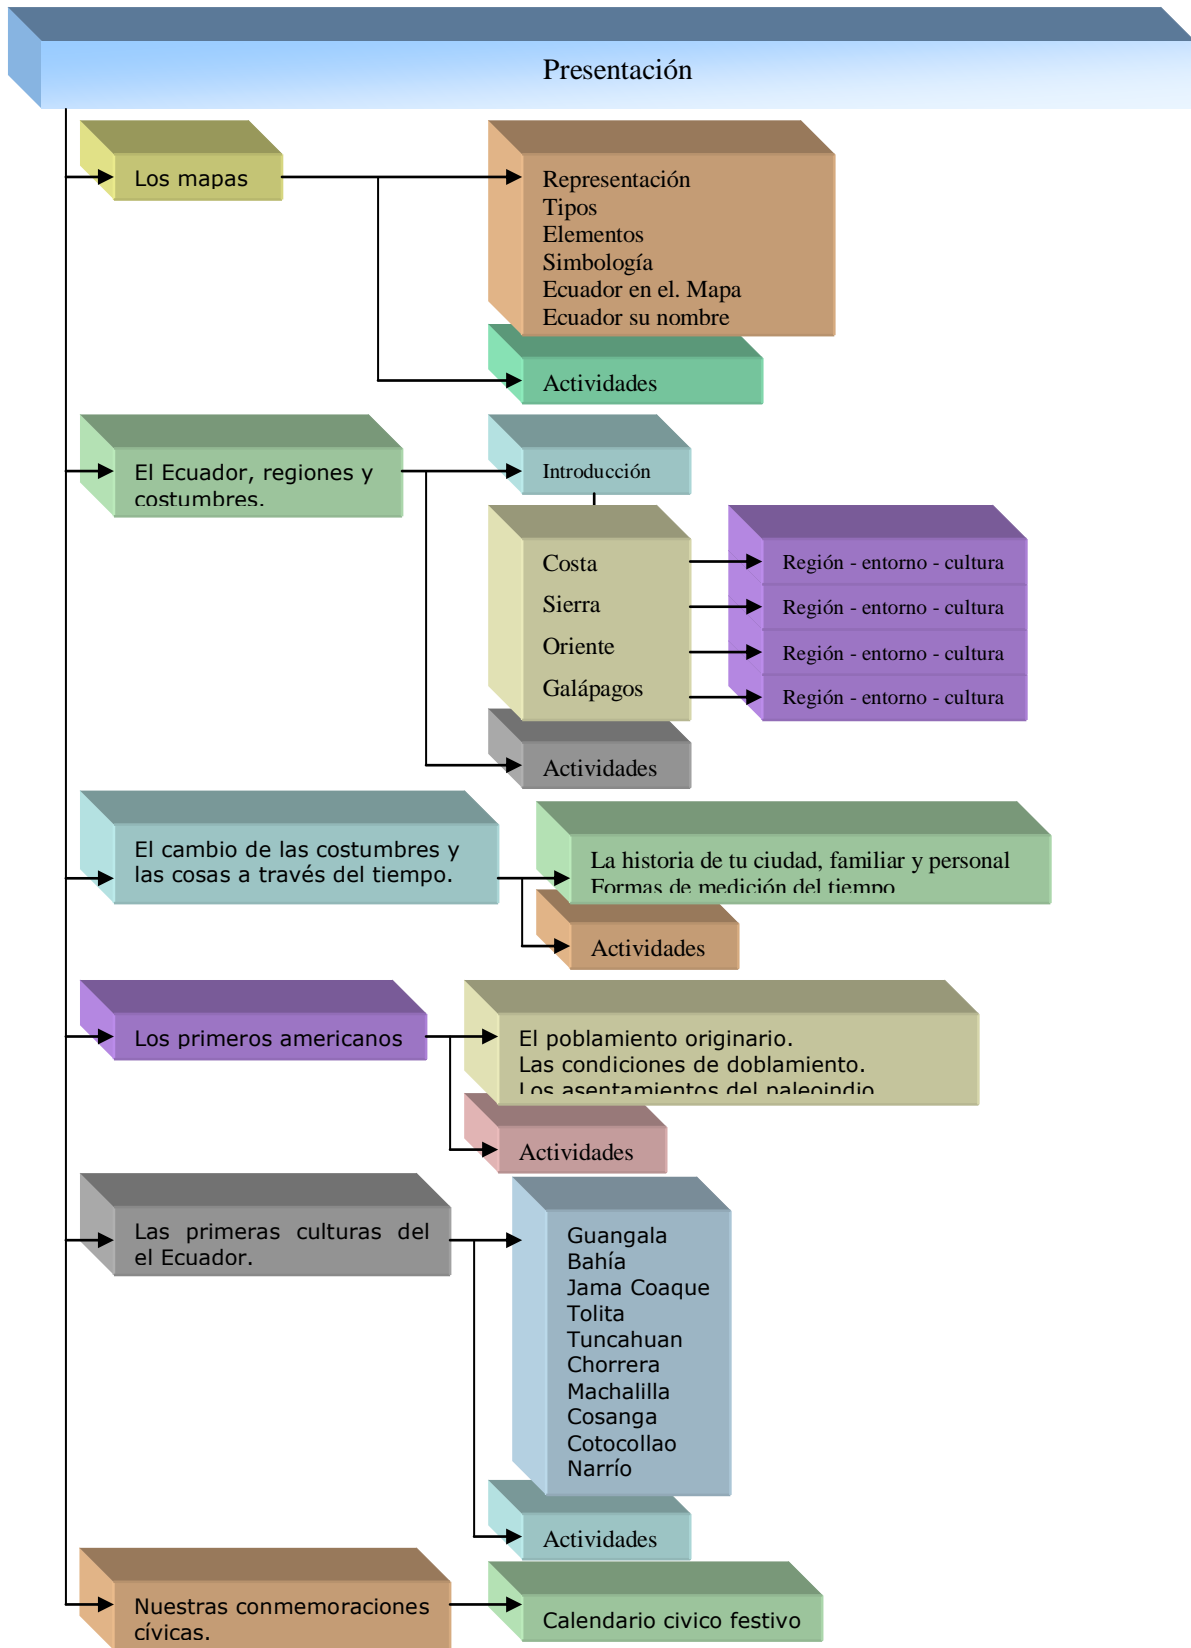 Presentación
Los mapas
Representación
Tipos
Elementos
Simbología
Ecuador en el. Mapa
Ecuador su nombre
Actividades
El Ecuador, regiones y
costumbres.
Introducción
Costa
Región - entorno - cultura
Sierra
Región - entorno - cultura
Oriente
Región - entorno - cultura
Galápagos
Región - entorno - cultura
Actividades
El cambio de las costumbres y
las cosas a través del tiempo.
La historia de tu ciudad, familiar y personal
Formas de medición del tiempo
Actividades
Los primeros americanos
El poblamiento originario.
Las condiciones de doblamiento.
Los asentamientos del paleoindio
Actividades
Las primeras culturas del
el Ecuador.
Guangala
Bahía
Jama Coaque
Tolita
Tuncahuan
Chorrera
Machalilla
Cosanga
Cotocollao
Narrío
Actividades
Nuestras conmemoraciones
cívicas.
Calendario civico festivo